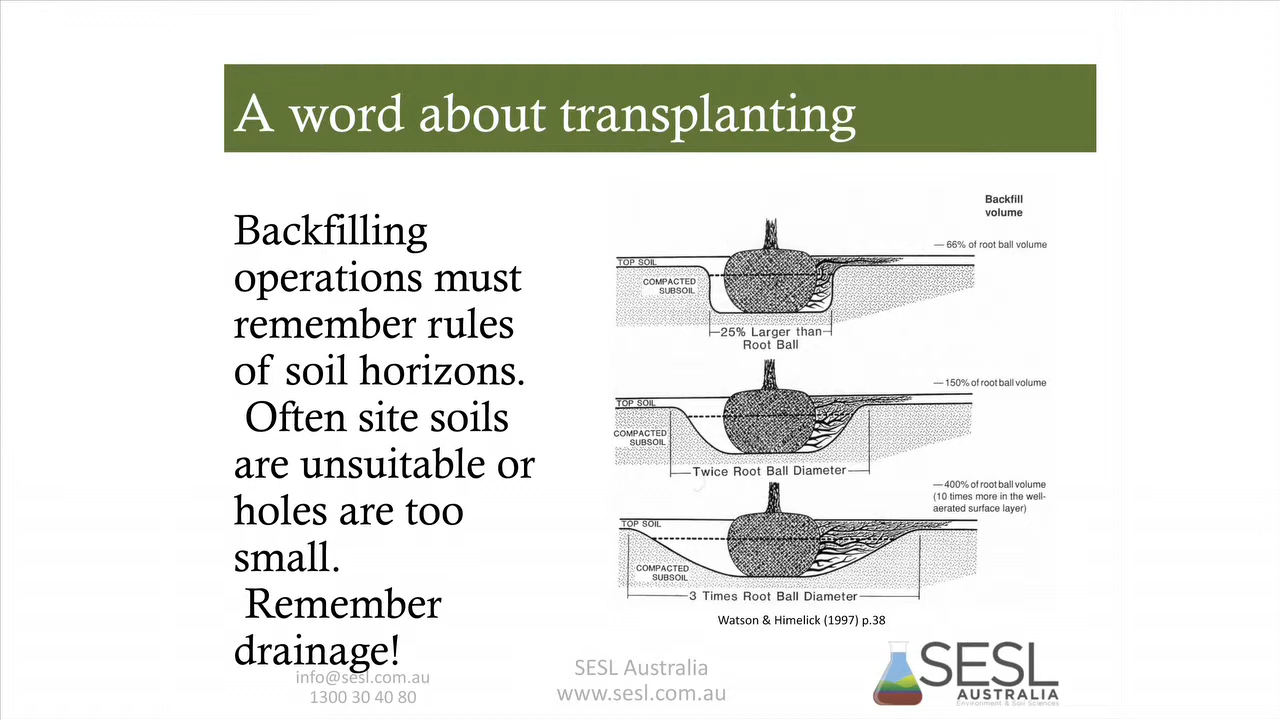 A word about transplanting
Backfilling
operations must
remember rules
of soil horizons.
Often site soils
are unsuitable or
holes are too
small.
Remember
drainage!
Backfill
volume
— 66% of root ball volume
TOP SOIL
COMPACTED
SUBSOIL
25% Larger than
Root Ball
— 150% of root ball volume
TOP SOIL
COMPACTED
SUBSOIL
Twice Root Ball Diameter
— 400% of root ball volume
(10 times more in the well-
aerated surface layer)
TOP SOIL
COMPACTED
SUBSOIL
3 Times Root Ball Diameter
Watson & Himelick (1997) p.38
info@sesl.com.au
1300 30 40 80
SESL Australia
www.sesl.com.au
SESL
AUSTRALIA
Environment & Soil Sciences